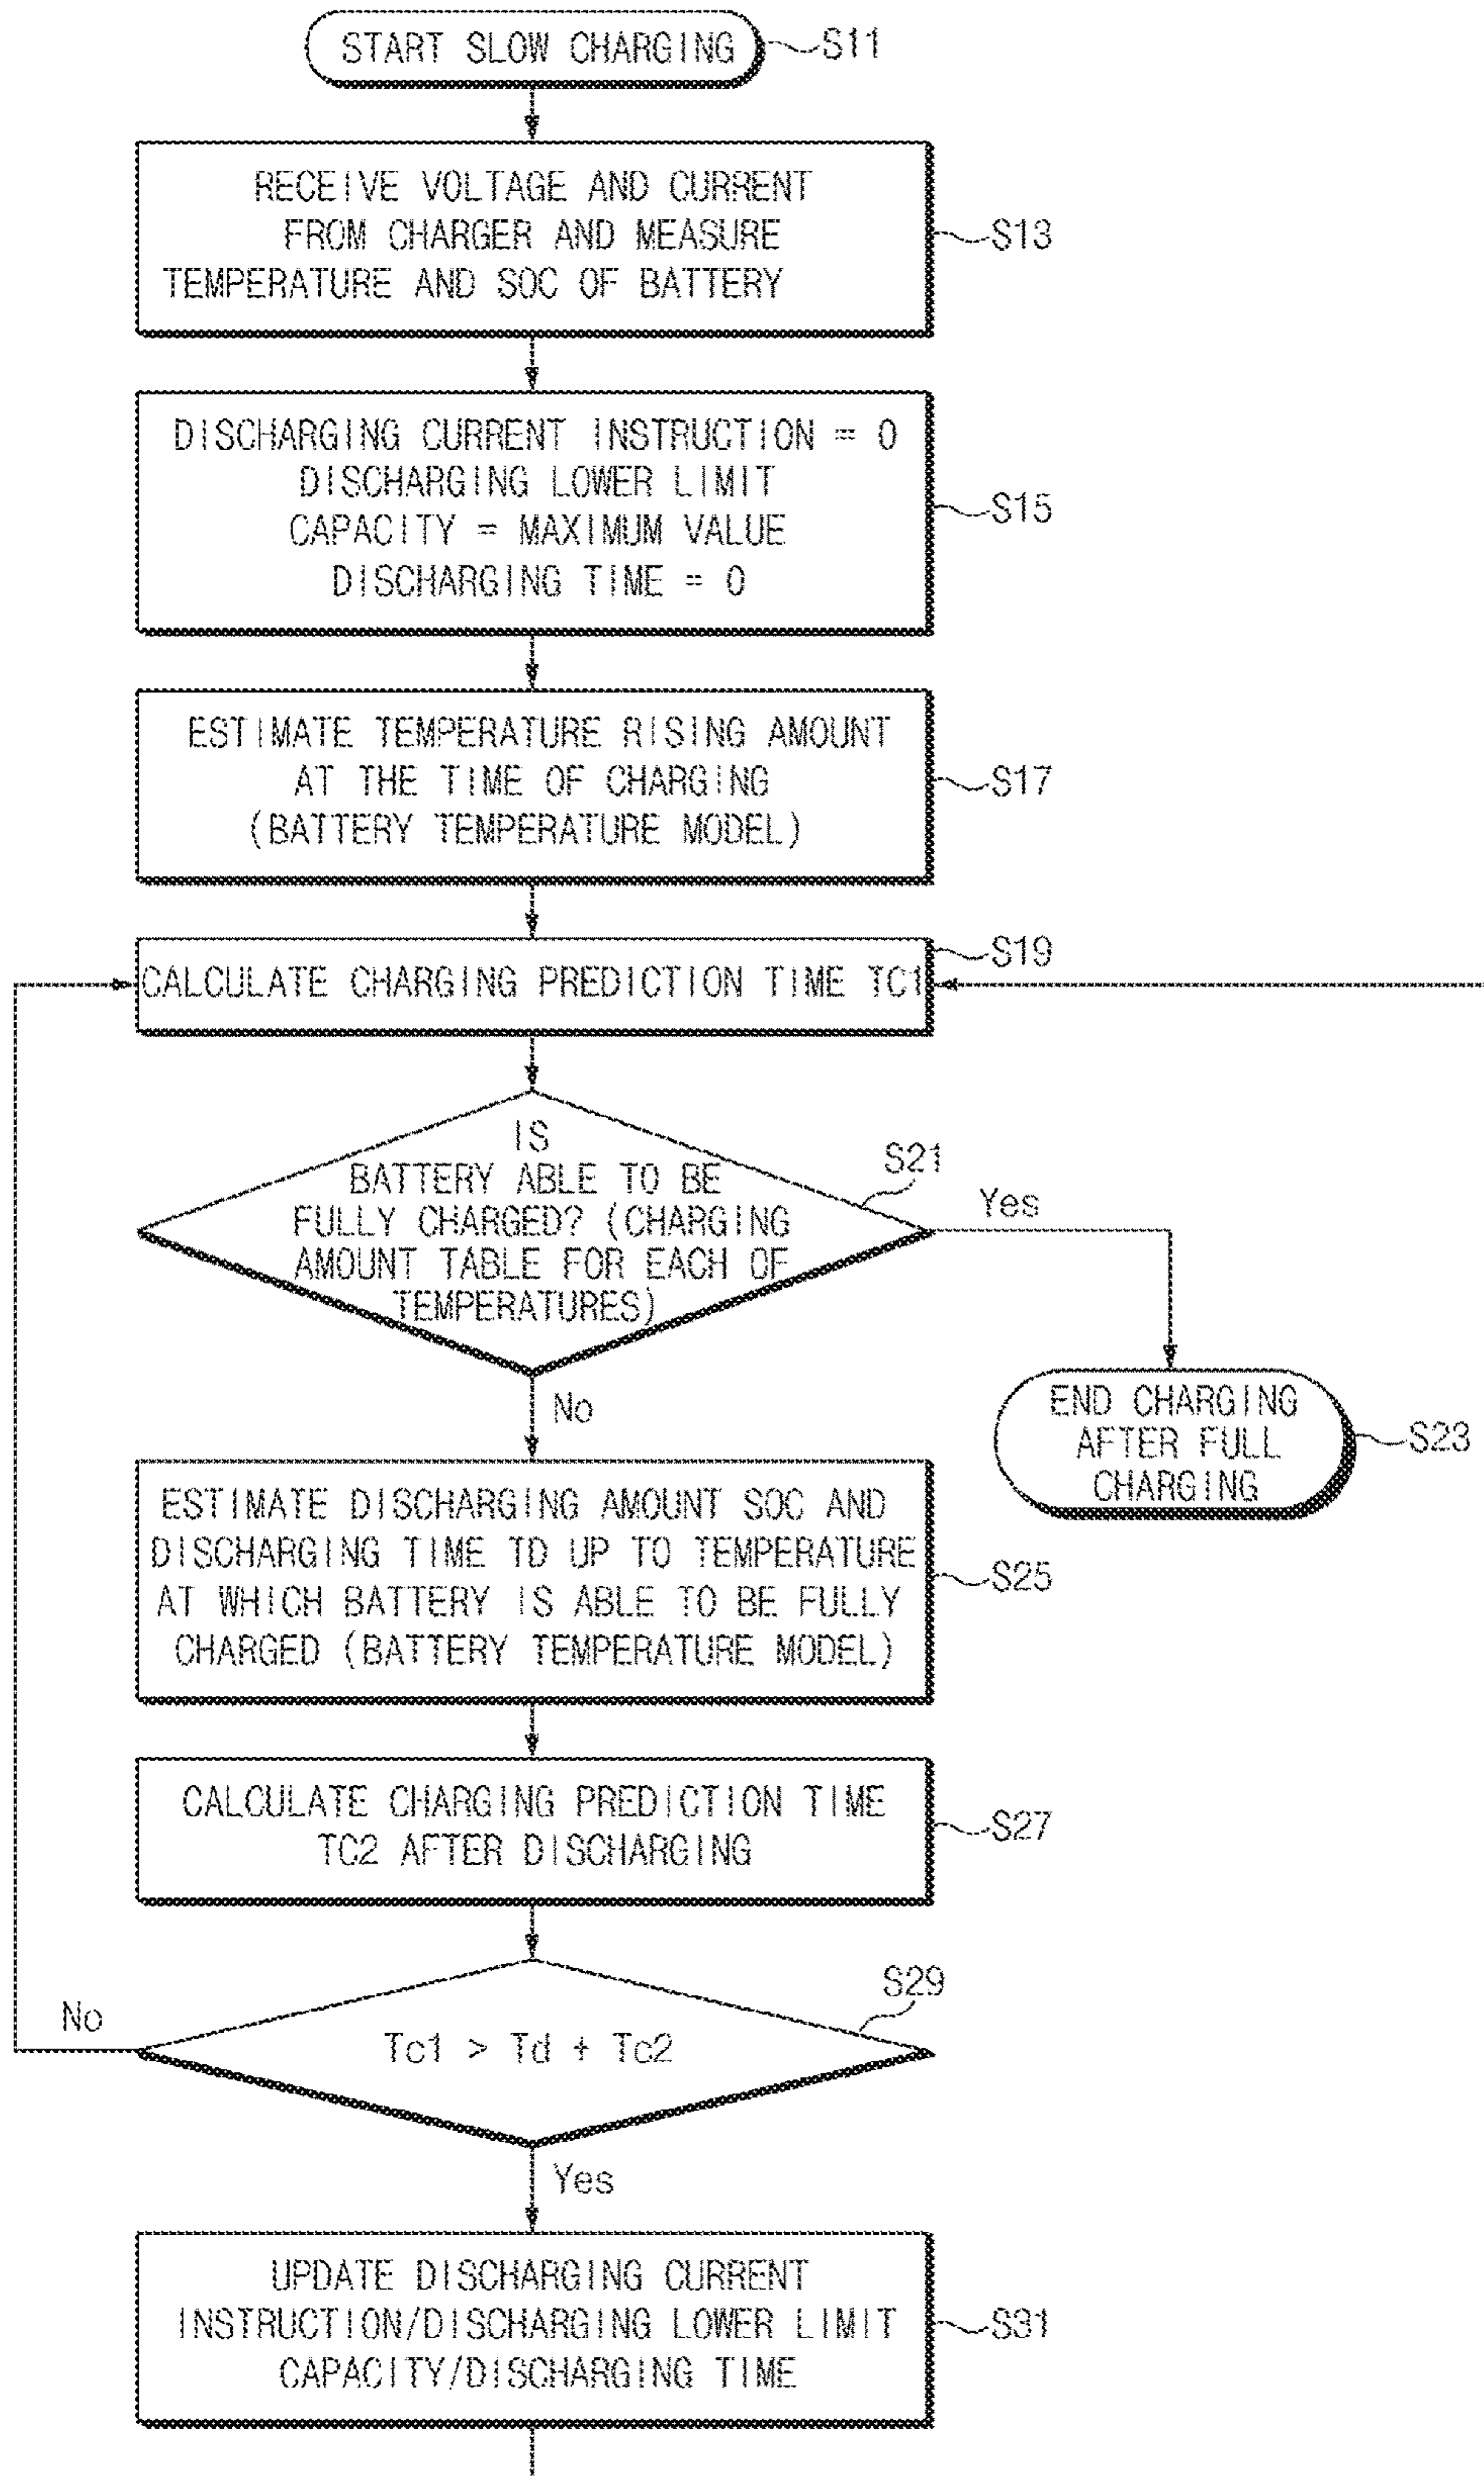 START SLOW CHARGING
S11
RECEIVE VOLTAGE AND CURRENT
FROM CHARGER AND MEASURE
TEMPERATURE AND SOC OF BATTERY
S13
DISCHARGING CURRENT INSTRUCTION = 0
DISCHARGING LOWER LIMIT
CAPACITY = MAXIMUM VALUE
DISCHARGING TIME = 0
S15
ESTIMATE TEMPERATURE RISING AMOUNT
AT THE TIME OF CHARGING
(BATTERY TEMPERATURE MODEL)
S17
CALCULATE CHARGING PREDICTION TIME TC1
S19
IS
BATTERY ABLE TO BE
FULLY CHARGED? (CHARGING
AMOUNT TABLE FOR EACH OF
TEMPERATURES)
S21
Yes
No
END CHARGING
AFTER FULL
CHARGING
S23
ESTIMATE DISCHARGING AMOUNT SOC AND
DISCHARGING TIME TD UP TO TEMPERATURE
AT WHICH BATTERY IS ABLE TO BE FULLY
CHARGED (BATTERY TEMPERATURE MODEL)
S25
CALCULATE CHARGING PREDICTION TIME
TC2 AFTER DISCHARGING
S27
Tc1 > Td + Tc2
S29
No
Yes
UPDATE DISCHARGING CURRENT
INSTRUCTION/DISCHARGING LOWER LIMIT
CAPACITY/DISCHARGING TIME
S31